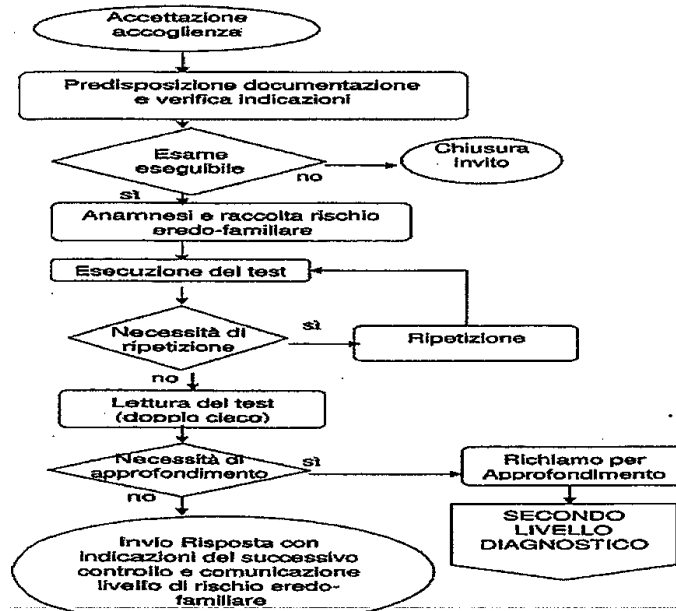 Accettazione
accoglienza
Predisposizione documentazione
e verifica indicazioni
Esame
eseguibile
no
Chiusura
invito
sì
Anamnesi e raccolta rischio
eredo-familiare
Esecuzione del test
Necessità di
ripetizione
sì
Ripetizione
no
Lettura del test
(doppio cieco)
Necessità di
approfondimento
sì
Richiamo per
Approfondimento
no
SECONDO
LIVELLO
DIAGNOSTICO
Invio Risposta con
indicazioni del successivo
controllo e comunicazione
livello di rischio eredo-
familiare